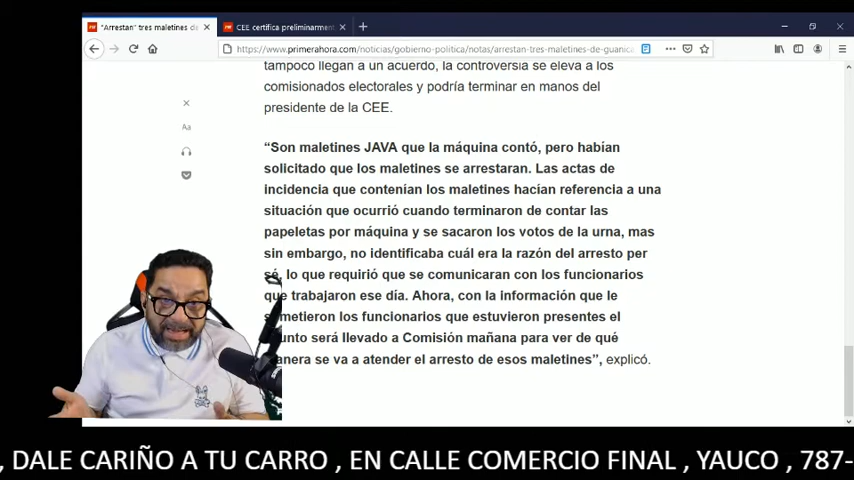 "Arrestan" tres maletines de
CEE certifica preliminarment
https://www.primerahora.com/noticias/gobierno-politica/notas/arrestan-tres-maletines-de-guanica
tampoco llegan a un acuerdo, la controversia se eleva a los
comisionados electorales y podría terminar en manos del
presidente de la CEE.
Aa
“Son maletines JAVA que la máquina contó, pero habían
solicitado que los maletines se arrestaran. Las actas de
incidencia que contenían los maletines hacían referencia a una
situación que ocurrió cuando terminaron de contar las
papeletas por máquina y se sacaron los votos de la urna, mas
sin embargo, no identificaba cuál era la razón del arresto per
sé, lo que requirió que se comunicaran con los funcionarios
que trabajaron ese día. Ahora, con la información que le
sometieron los funcionarios que estuvieron presentes el
unto será llevado a Comisión mañana para ver de qué
anera se va a atender el arresto de esos maletines”, explicó.
, DALE CARIÑO A TU CARRO , EN CALLE COMERCIO FINAL , YAUCO , 787-